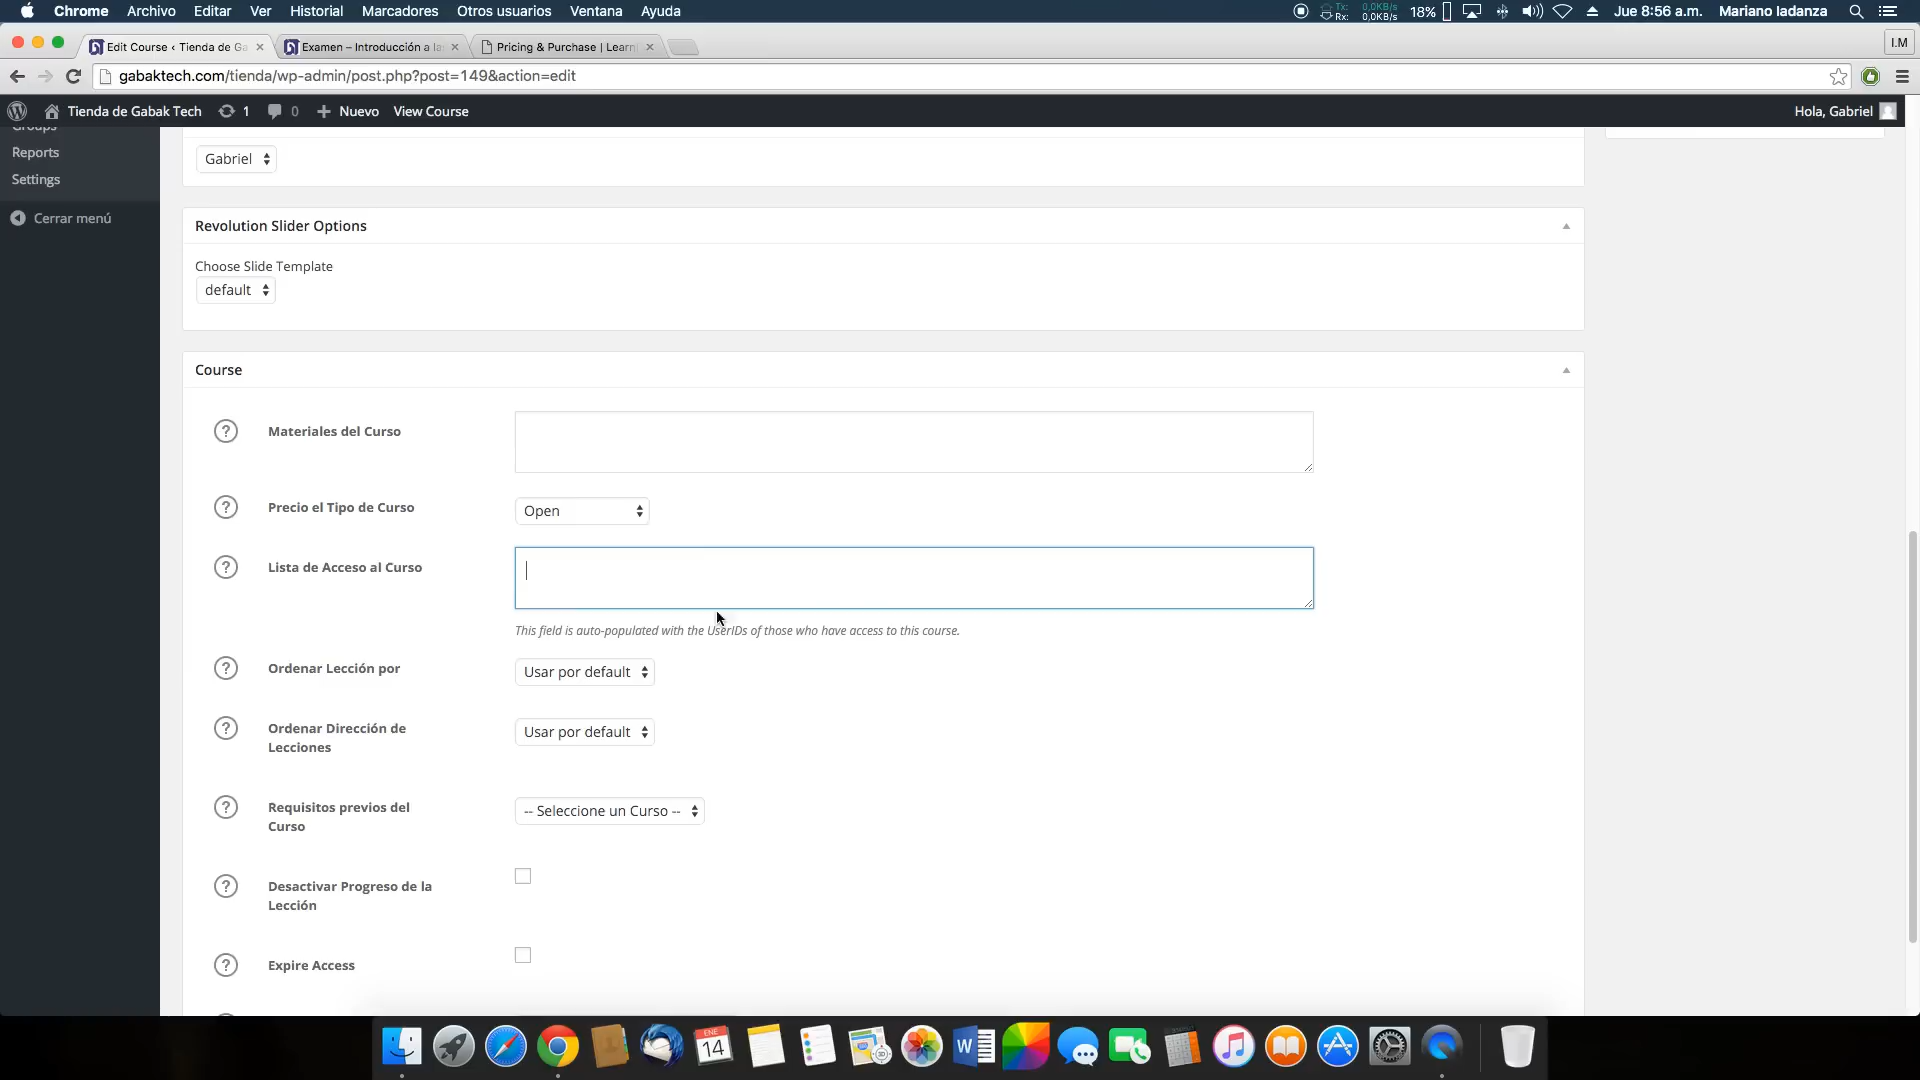 Chrome Archivo Editar Ver Historial Marcadores Otros usuarios Ventana Ayuda Tx: 0,0KB/s Rx: 0,0KB/s 18% Jue 8:56 a.m. Mariano Iadanza
Edit Course ‹ Tienda de Ga Examen – Introducción a la Pricing & Purchase | Learn I.M
gabaktech.com/tienda/wp-admin/post.php?post=149&action=edit
Tienda de Gabak Tech 1 0 Nuevo View Course Hola, Gabriel
Groups
Reports
Settings
Cerrar menú
Gabriel
Revolution Slider Options
Choose Slide Template
default
Course
? Materiales del Curso
? Precio el Tipo de Curso Open
? Lista de Acceso al Curso
This field is auto-populated with the UserIDs of those who have access to this course.
? Ordenar Lección por Usar por default
? Ordenar Dirección de Lecciones Usar por default
? Requisitos previos del Curso -- Seleccione un Curso --
? Desactivar Progreso de la Lección
? Expire Access
ENE
14
W